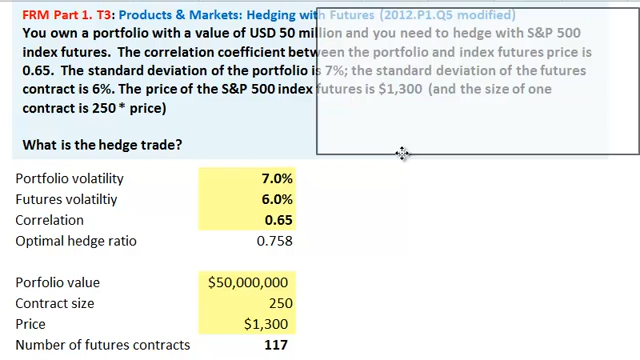 FRM Part 1. T3: Products & Markets: Hedging with Futures (2012.P1.Q5 modified)
You own a portfolio with a value of USD 50 million and you need to hedge with S&P 500
index futures. The correlation coefficient between the portfolio and index futures price is
0.65. The standard deviation of the portfolio is 7%; the standard deviation of the futures
contract is 6%. The price of the S&P 500 index futures is $1,300 (and the size of one
contract is 250 * price)
What is the hedge trade?
Portfolio volatility 7.0%
Futures volatiltiy 6.0%
Correlation 0.65
Optimal hedge ratio 0.758
Porfolio value $50,000,000
Contract size 250
Price $1,300
Number of futures contracts 117